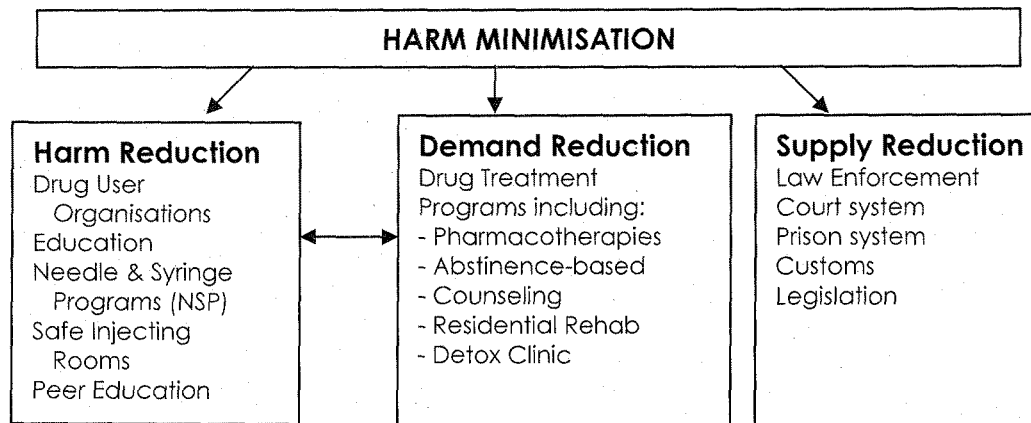 HARM MINIMISATION
Harm Reduction
Drug User
Organisations
Education
Needle & Syringe
Programs (NSP)
Safe Injecting
Rooms
Peer Education
Demand Reduction
Drug Treatment
Programs including:
- Pharmacotherapies
- Abstinence-based
- Counseling
- Residential Rehab
- Detox Clinic
Supply Reduction
Law Enforcement
Court system
Prison system
Customs
Legislation